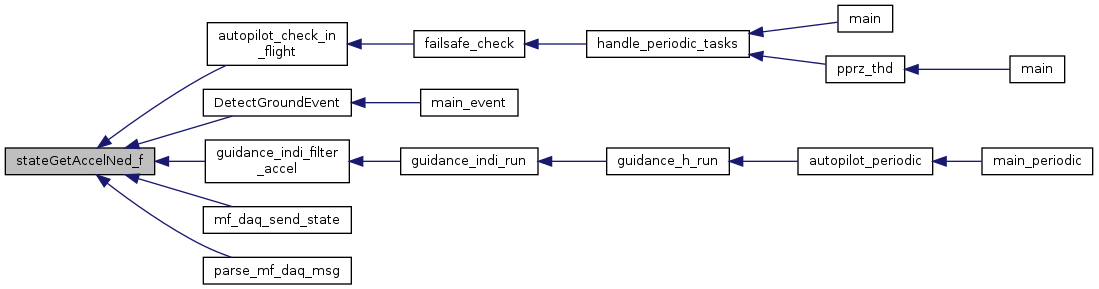 main
autopilot_check_in
_flight
failsafe_check
handle_periodic_tasks
pprz_thd
main
DetectGroundEvent
main_event
stateGetAccelNed_f
guidance_indi_filter
_accel
guidance_indi_run
guidance_h_run
autopilot_periodic
main_periodic
mf_daq_send_state
parse_mf_daq_msg